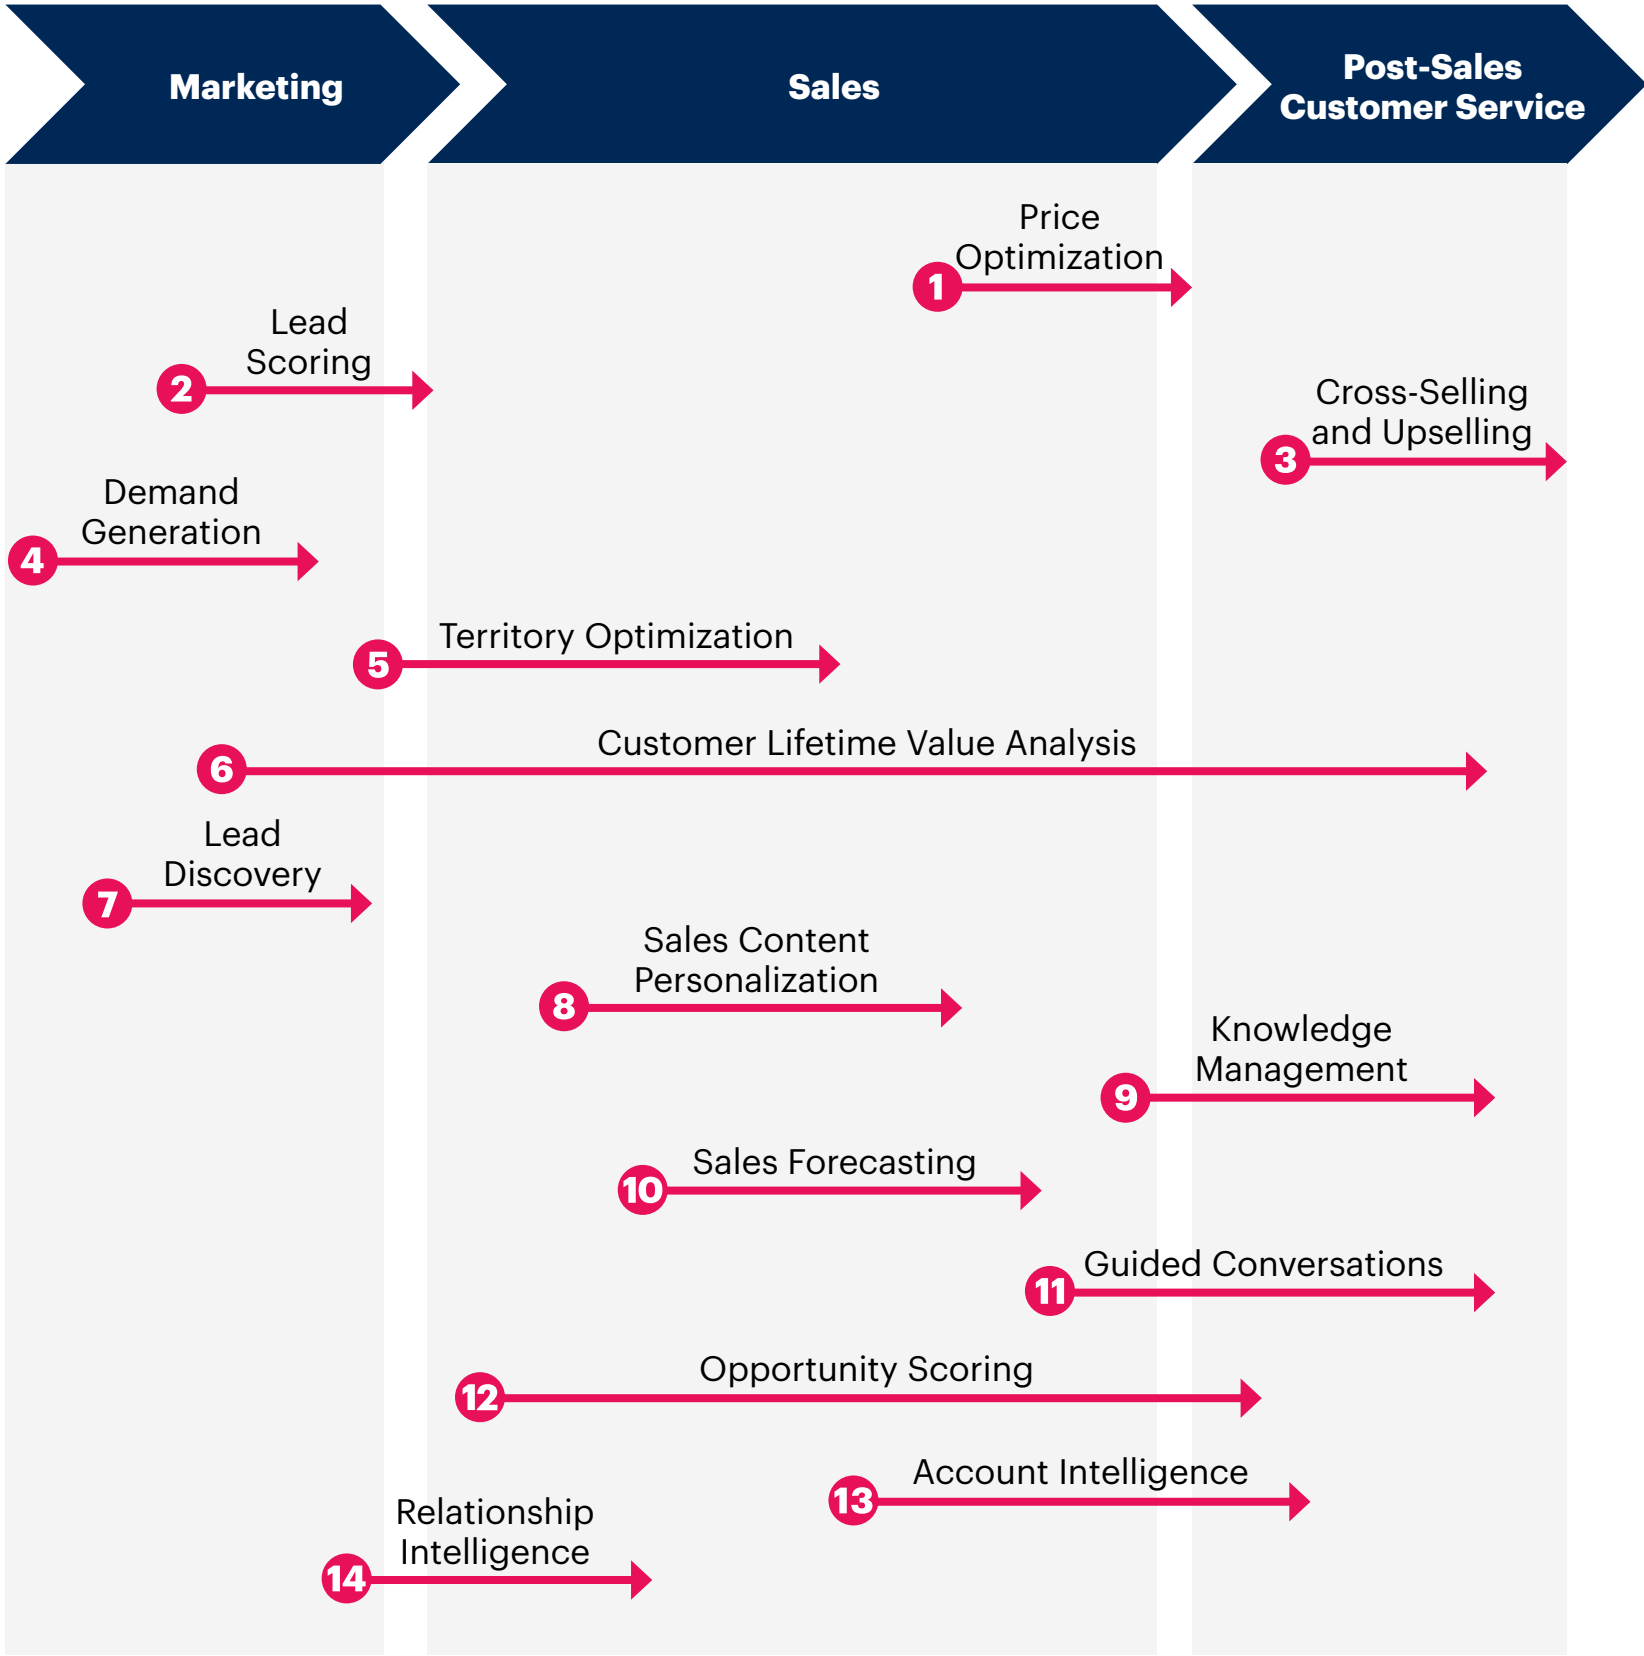 Marketing
Sales
Post-Sales
Customer Service
Price
Optimization
1
Lead
Scoring
2
Cross-Selling
and Upselling
3
Demand
Generation
4
Territory Optimization
5
Customer Lifetime Value Analysis
6
Lead
Discovery
7
Sales Content
Personalization
8
Knowledge
Management
9
Sales Forecasting
10
Guided Conversations
11
Opportunity Scoring
12
Account Intelligence
13
Relationship
Intelligence
14